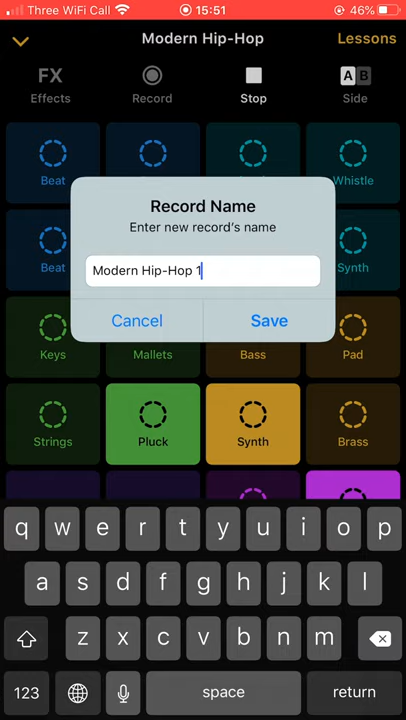 Three WiFi Call 15:51 46%
Modern Hip-Hop Lessons
FX A B
Effects Record Stop Side
Beat Whistle
Record Name
Enter new record's name
Beat Synth
Modern Hip-Hop 1
Cancel Save
Keys Mallets Bass Pad
Strings Pluck Synth Brass
q w e r t y u i o p
a s d f g h j k l
z x c v b n m
123 space return